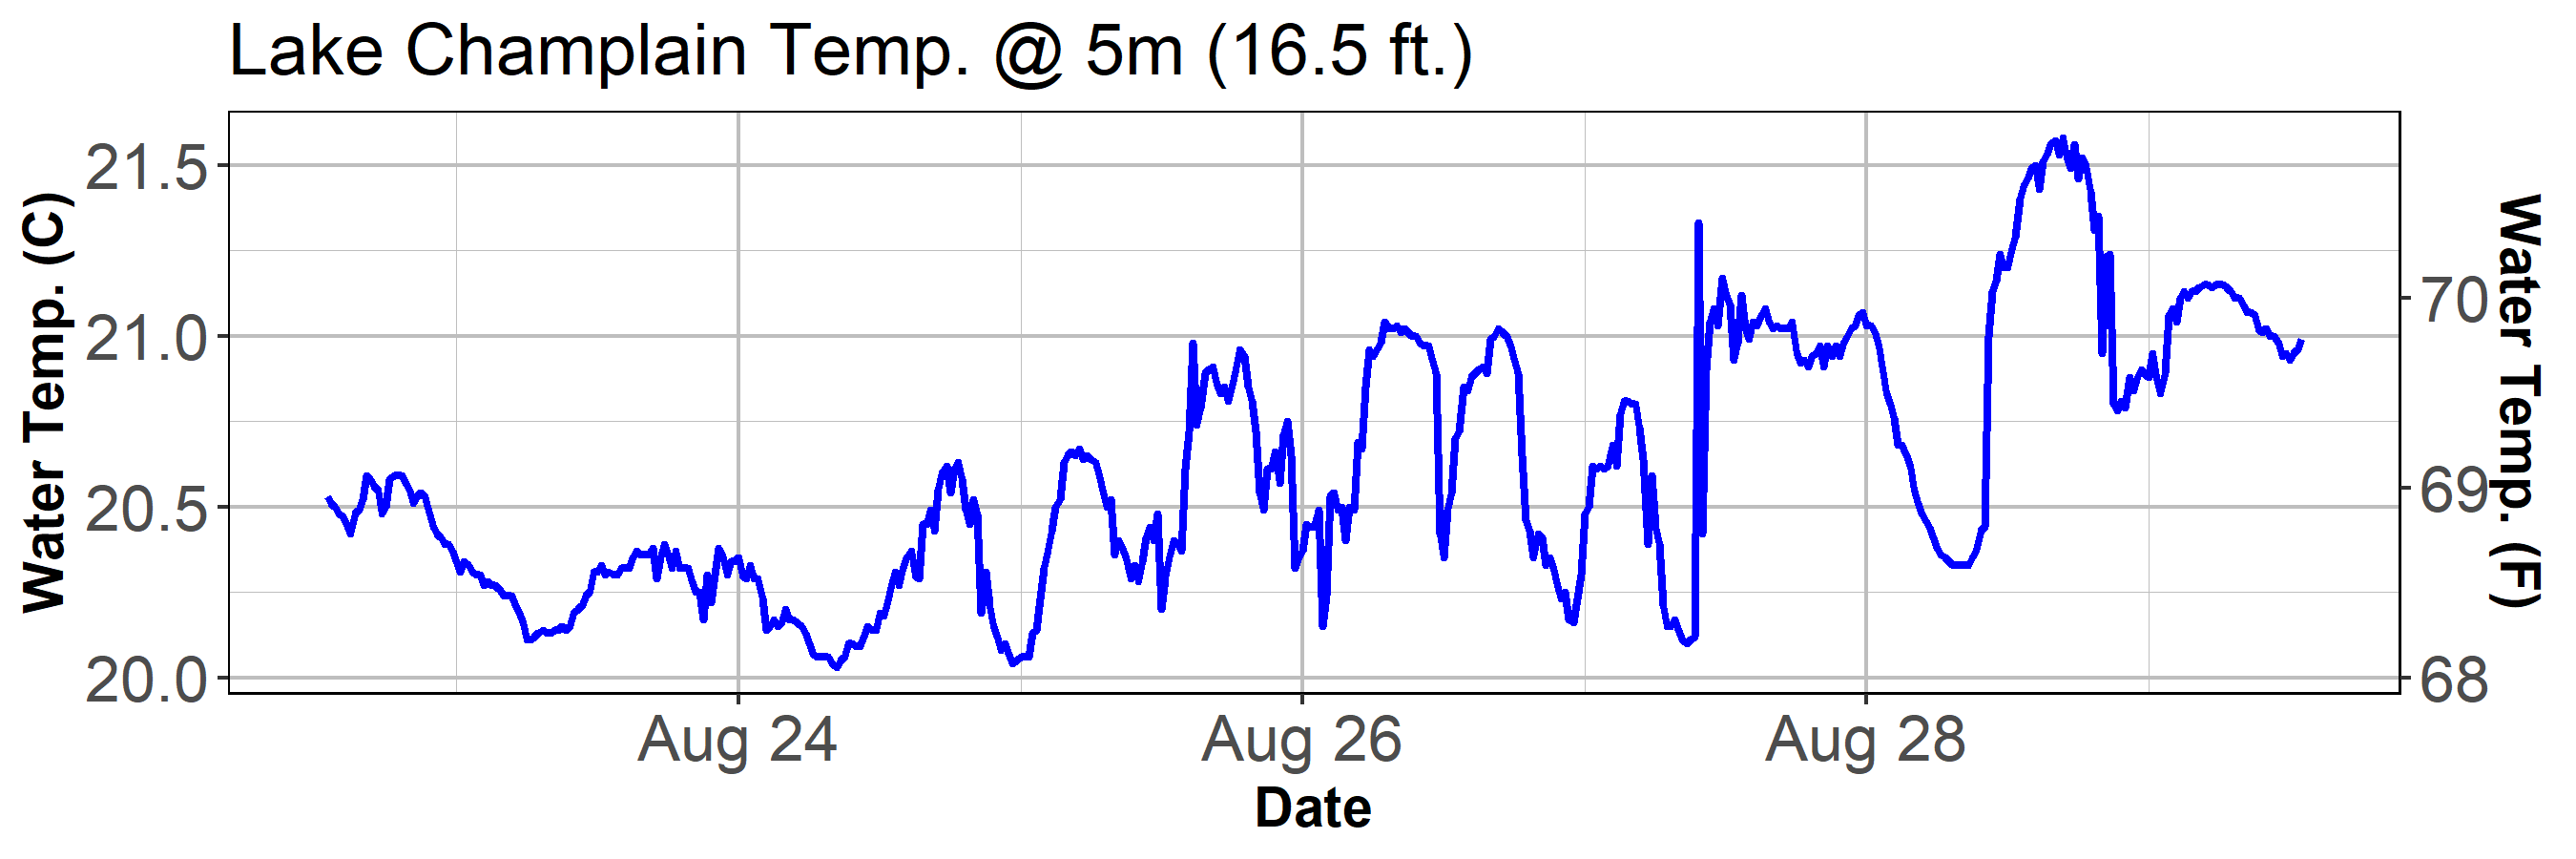 Lake Champlain Temp. @ 5m (16.5 ft.)
Water Temp. (C)
21.5
21.0
20.5
20.0
70
69
68
Water Temp. (F)
Aug 24
Aug 26
Aug 28
Date